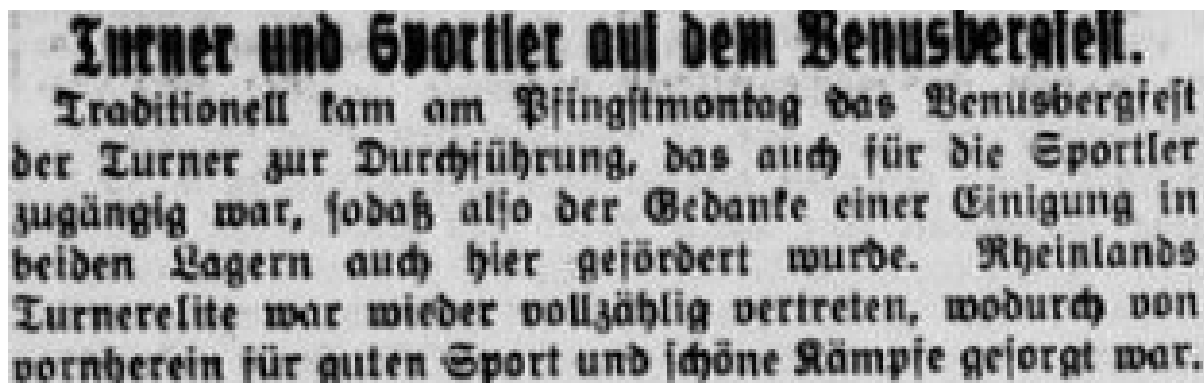 Turner und Sportler auf dem Venusbergfest.
Traditionell kam am Pfingstmontag das Venusbergfest
der Turner zur Durchführung, das auch für die Sportler
zugängig war, sodaß also der Gedanke einer Einigung in
beiden Lagern auch hier gefördert wurde. Rheinlands
Turnerelite war wieder vollzählig vertreten, wodurch von
vornherein für guten Sport und schöne Kämpfe gesorgt war.